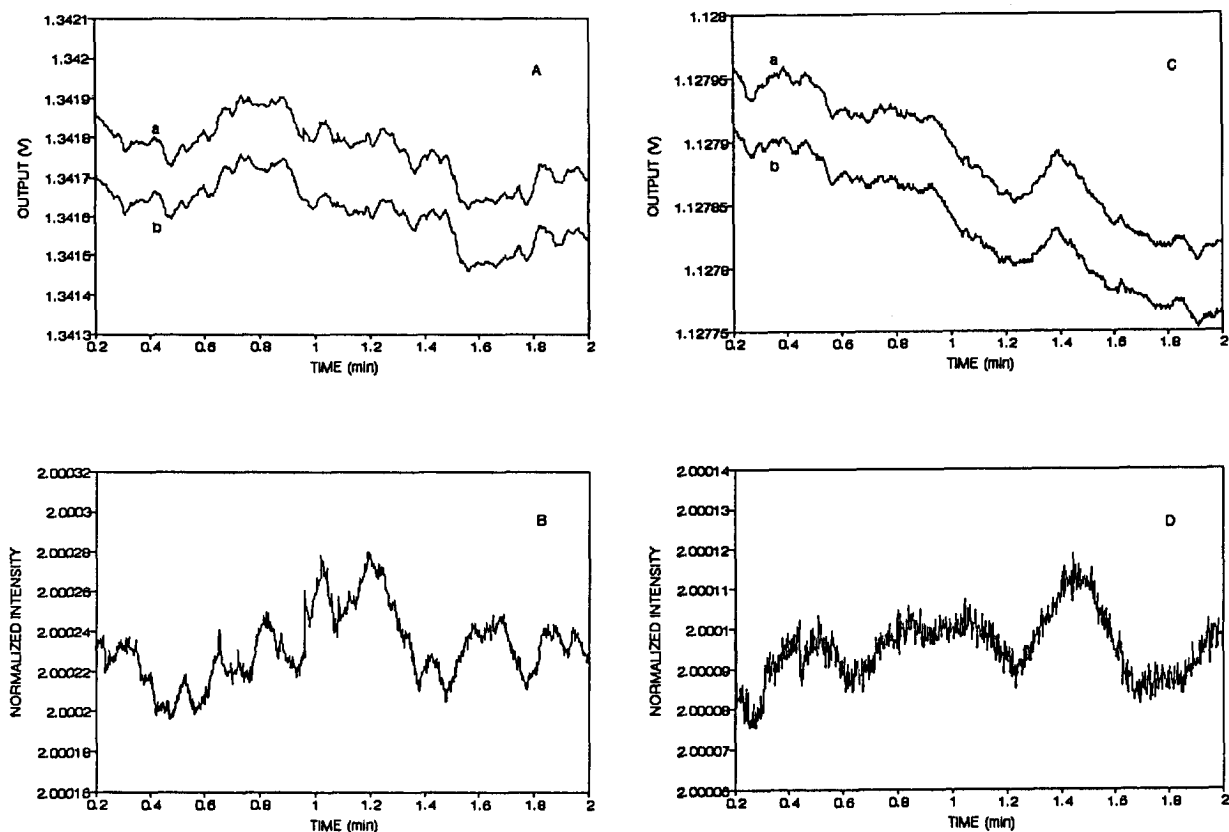 OUTPUT (V)
1.3421
1.342
1.3419
1.3418
1.3417
1.3416
1.3415
1.3414
1.3413
A
a
b
0.2 0.4 0.6 0.8 1 1.2 1.4 1.6 1.8 2
TIME (min)
OUTPUT (V)
1.128
1.12795
1.1279
1.12785
1.1278
1.12775
C
a
b
0.2 0.4 0.6 0.8 1 1.2 1.4 1.6 1.8 2
TIME (min)
NORMALIZED INTENSITY
2.00032
2.0003
2.00028
2.00026
2.00024
2.00022
2.0002
2.00018
2.00016
B
0.2 0.4 0.6 0.8 1 1.2 1.4 1.6 1.8 2
TIME (min)
NORMALIZED INTENSITY
2.00014
2.00013
2.00012
2.00011
2.0001
2.00009
2.00008
2.00007
2.00006
D
0.2 0.4 0.6 0.8 1 1.2 1.4 1.6 1.8 2
TIME (min)